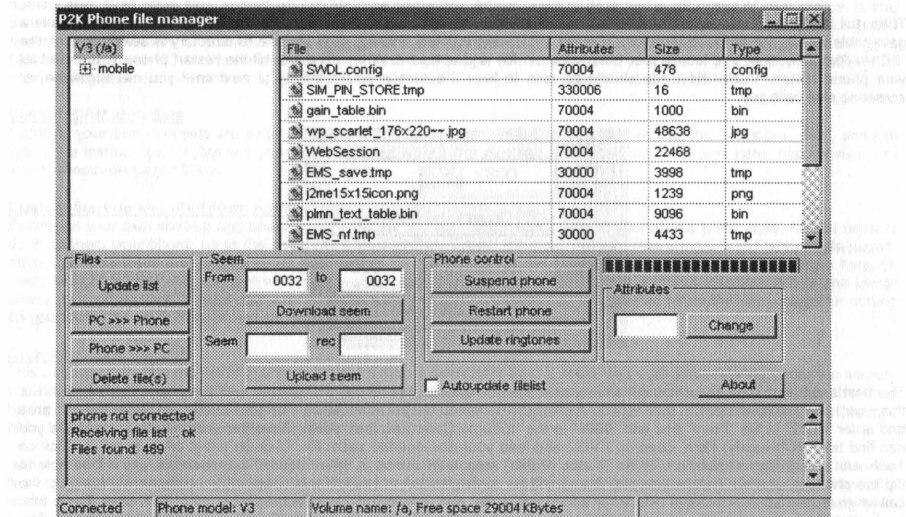 P2K Phone file manager
V3 (/a)
mobile
File Attributes Size Type
SWDL.config 70004 478 config
SIM_PIN_STORE.tmp 330006 16 tmp
gain_table.bin 70004 1000 bin
wp_scarlet_176x220~~.jpg 70004 48638 jpg
WebSession 70004 22468
EMS_save.tmp 30000 3998 tmp
j2me15x15icon.png 70004 1239 png
plmn_text_table.bin 70004 9096 bin
EMS_nf.tmp 30000 4433 tmp
Files
Update list
PC >>> Phone
Phone >>> PC
Delete file(s)
Seem
From 0032 to 0032
Download seem
Seem rec
Upload seem
Phone control
Suspend phone
Restart phone
Update ringtones
Autoupdate filelist
Attributes
Change
About
phone not connected
Receiving file list .. ok
Files found: 489
Connected Phone model: V3 Volume name: /a, Free space 29004 KBytes